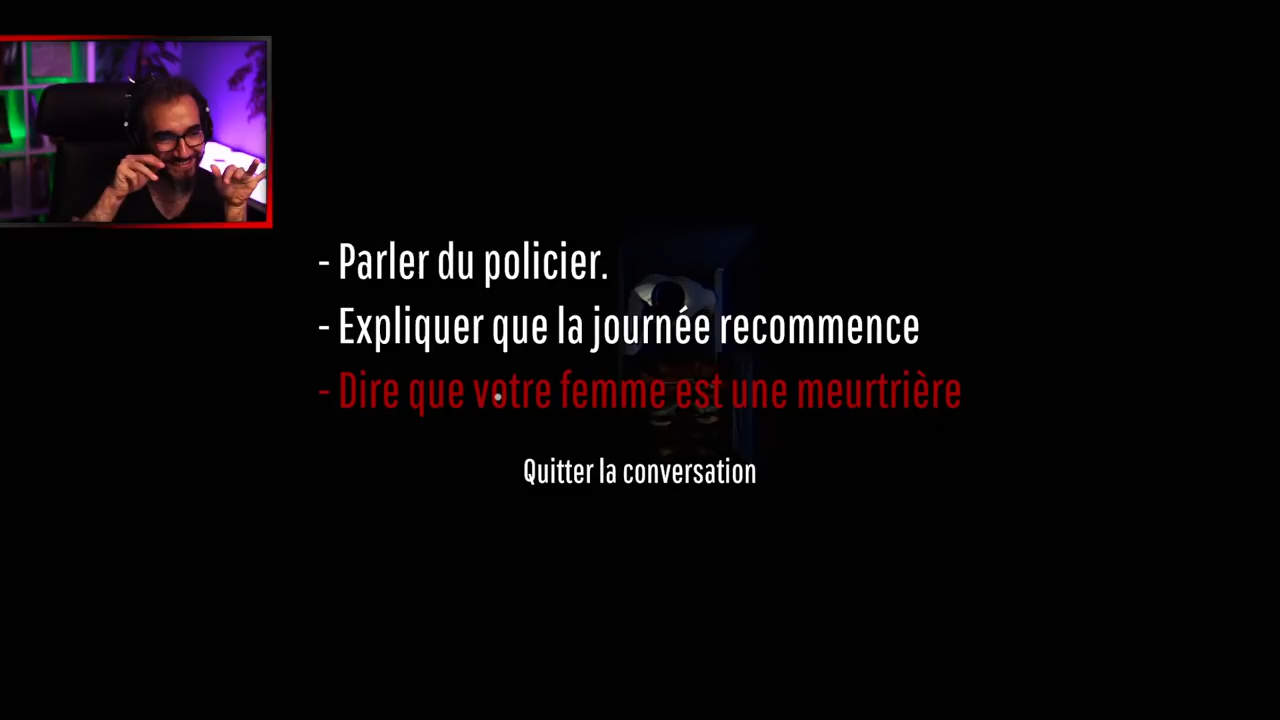 - Parler du policier.
- Expliquer que la journée recommence
- Dire que votre femme est une meurtrière
Quitter la conversation